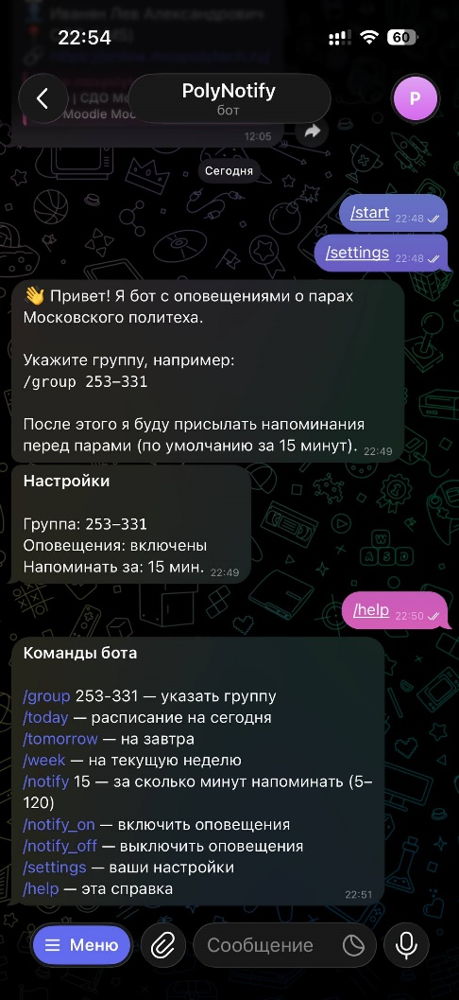 Иванен Лев Александрович
22:54
60
PolyNotify
бот
P
| СДО Мо
Moodle Moo
12:05
Сегодня
/start 22:48
/settings 22:48
👋 Привет! Я бот с оповещениями о парах
Московского политеха.
Укажите группу, например:
/group 253-331
После этого я буду присылать напоминания
перед парами (по умолчанию за 15 минут). 22:49
Настройки
Группа: 253-331
Оповещения: включены
Напоминать за: 15 мин. 22:49
/help 22:50
Команды бота
/group 253-331 — указать группу
/today — расписание на сегодня
/tomorrow — на завтра
/week — на текущую неделю
/notify 15 — за сколько минут напоминать (5–
120)
/notify_on — включить оповещения
/notify_off — выключить оповещения
/settings — ваши настройки
/help — эта справка
22:51
Меню
Сообщение